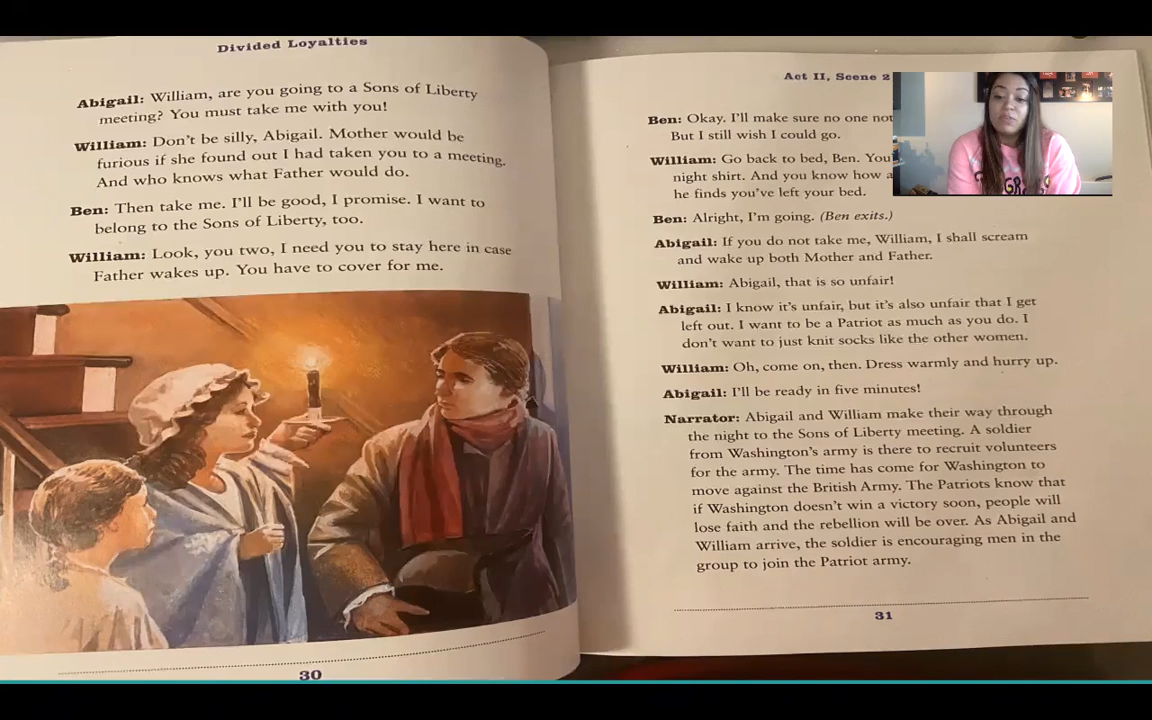 Divided Loyalties
Abigail: William, are you going to a Sons of Liberty
meeting? You must take me with you!
William: Don't be silly, Abigail. Mother would be
furious if she found out I had taken you to a meeting.
And who knows what Father would do.
Ben: Then take me. I'll be good, I promise. I want to
belong to the Sons of Liberty, too.
William: Look, you two, I need you to stay here in case
Father wakes up. You have to cover for me.
30
Act II, Scene 2
Ben: Okay. I'll make sure no one
But I still wish I could go.
William: Go back to bed, Ben.
night shirt. And you know how
he finds you've left your bed.
Ben: Alright, I'm going. (Ben exits.)
Abigail: If you do not take me, William, I shall scream
and wake up both Mother and Father.
William: Abigail, that is so unfair!
Abigail: I know it's unfair, but it's also unfair that I get
left out. I want to be a Patriot as much as you do. I
don't want to just knit socks like the other women.
William: Oh, come on, then. Dress warmly and hurry up.
Abigail: I'll be ready in five minutes!
Narrator: Abigail and William make their way through
the night to the Sons of Liberty meeting. A soldier
from Washington's army is there to recruit volunteers
for the army. The time has come for Washington to
move against the British Army. The Patriots know that
if Washington doesn't win a victory soon, people will
lose faith and the rebellion will be over. As Abigail and
William arrive, the soldier is encouraging men in the
group to join the Patriot army.
31